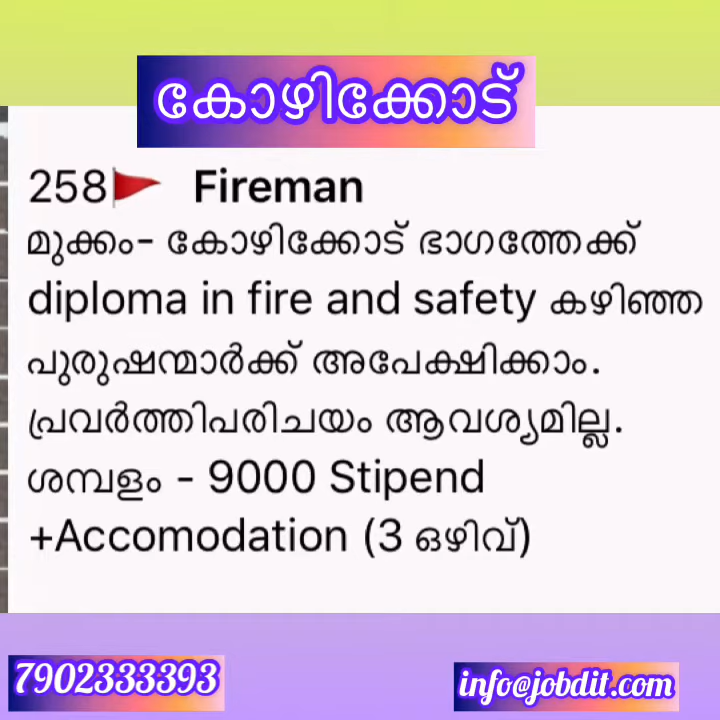 കോഴിക്കോട്
258🚩 Fireman
മുക്കം- കോഴിക്കോട് ഭാഗത്തേക്ക്
diploma in fire and safety കഴിഞ്ഞ
പുരുഷന്മാർക്ക് അപേക്ഷിക്കാം.
പ്രവർത്തിപരിചയം ആവശ്യമില്ല.
ശമ്പളം - 9000 Stipend
+Accomodation (3 ഒഴിവ്)
7902333393
info@jobdit.com